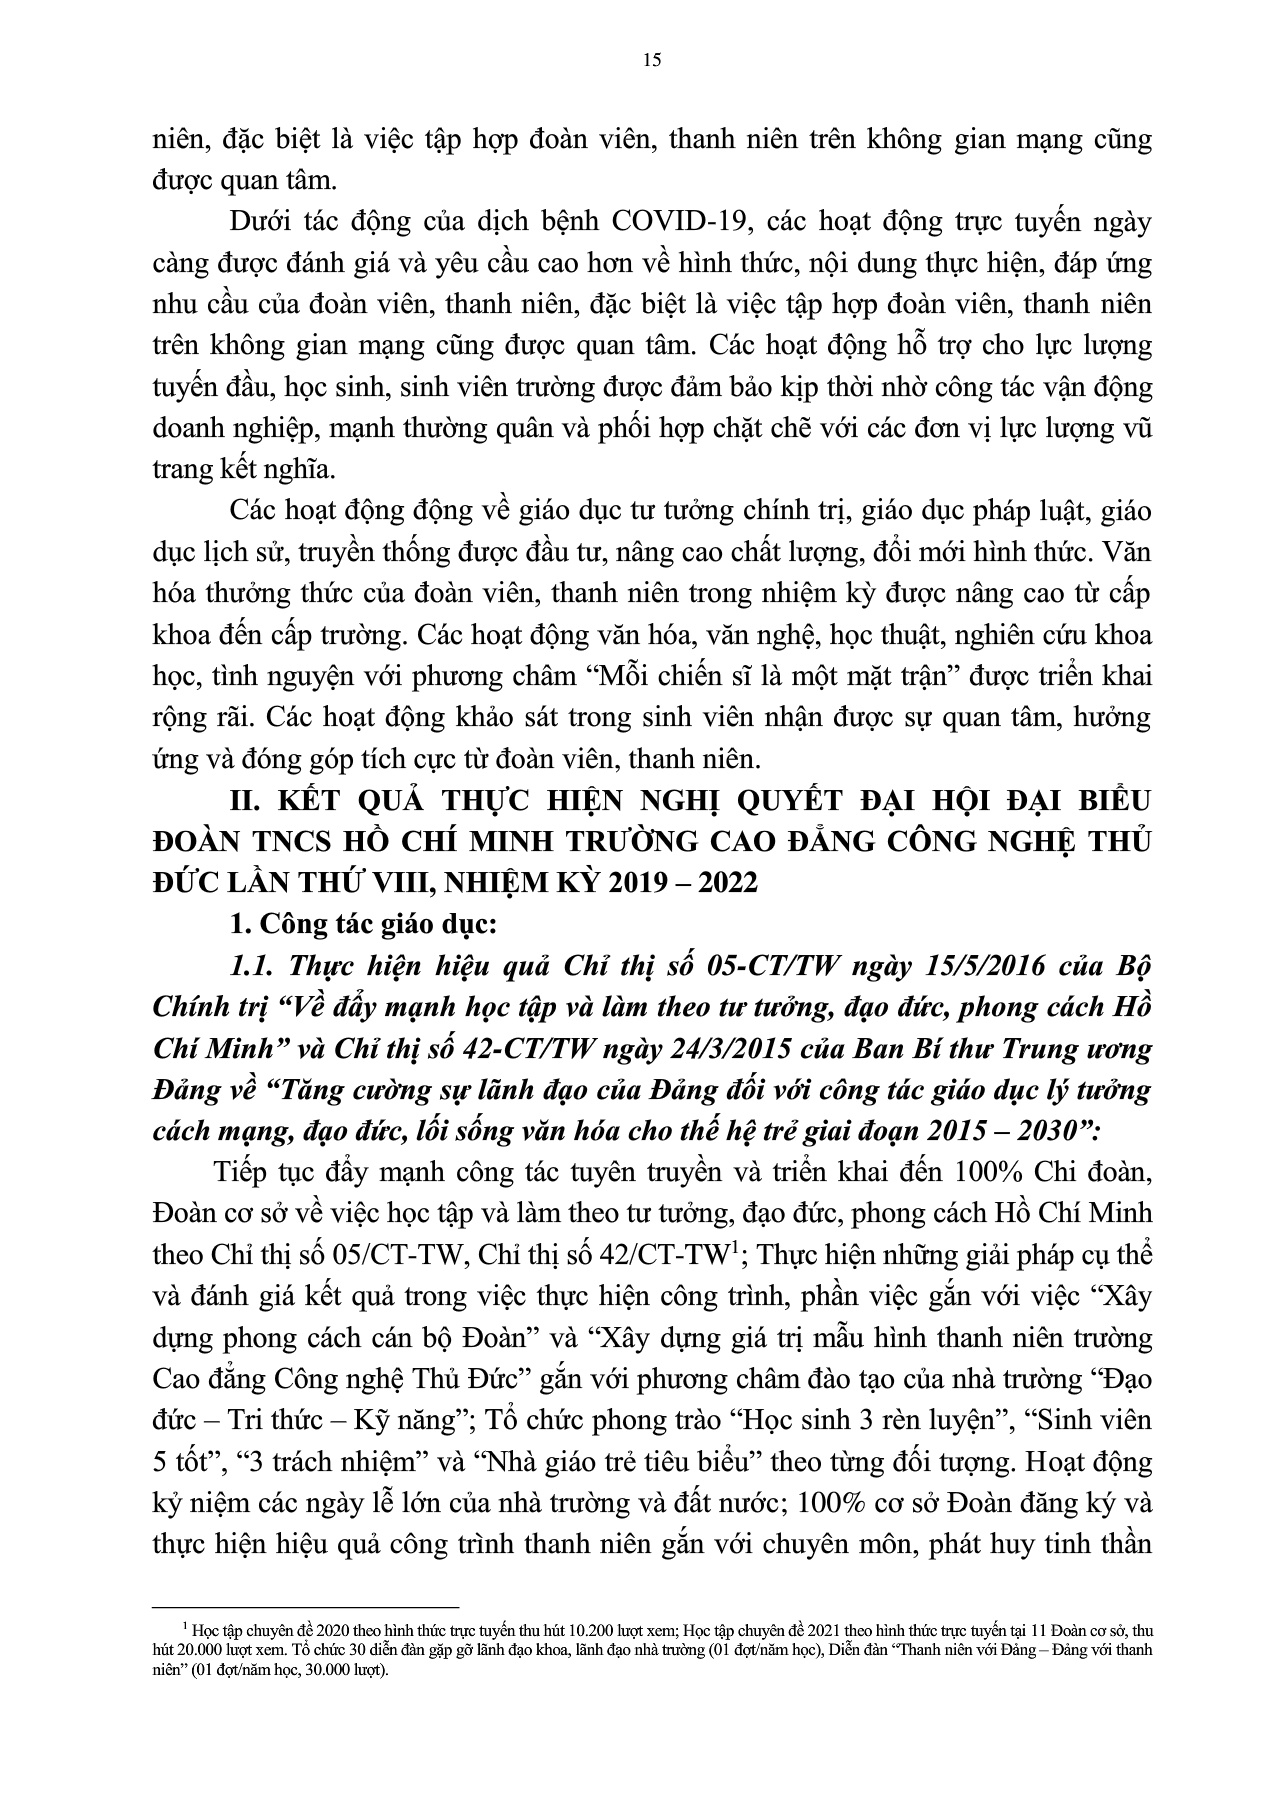 15
niên, đặc biệt là việc tập hợp đoàn viên, thanh niên trên không gian mạng cũng
được quan tâm.
Dưới tác động của dịch bệnh COVID-19, các hoạt động trực tuyến ngày
càng được đánh giá và yêu cầu cao hơn về hình thức, nội dung thực hiện, đáp ứng
nhu cầu của đoàn viên, thanh niên, đặc biệt là việc tập hợp đoàn viên, thanh niên
trên không gian mạng cũng được quan tâm. Các hoạt động hỗ trợ cho lực lượng
tuyến đầu, học sinh, sinh viên trường được đảm bảo kịp thời nhờ công tác vận động
doanh nghiệp, mạnh thường quân và phối hợp chặt chẽ với các đơn vị lực lượng vũ
trang kết nghĩa.
Các hoạt động động về giáo dục tư tưởng chính trị, giáo dục pháp luật, giáo
dục lịch sử, truyền thống được đầu tư, nâng cao chất lượng, đổi mới hình thức. Văn
hóa thưởng thức của đoàn viên, thanh niên trong nhiệm kỳ được nâng cao từ cấp
khoa đến cấp trường. Các hoạt động văn hóa, văn nghệ, học thuật, nghiên cứu khoa
học, tình nguyện với phương châm “Mỗi chiến sĩ là một mặt trận” được triển khai
rộng rãi. Các hoạt động khảo sát trong sinh viên nhận được sự quan tâm, hưởng
ứng và đóng góp tích cực từ đoàn viên, thanh niên.
II. KẾT QUẢ THỰC HIỆN NGHỊ QUYẾT ĐẠI HỘI ĐẠI BIỂU
ĐOÀN TNCS HỒ CHÍ MINH TRƯỜNG CAO ĐẲNG CÔNG NGHỆ THỦ
ĐỨC LẦN THỨ VIII, NHIỆM KỲ 2019 – 2022
1. Công tác giáo dục:
1.1. Thực hiện hiệu quả Chỉ thị số 05-CT/TW ngày 15/5/2016 của Bộ
Chính trị “Về đẩy mạnh học tập và làm theo tư tưởng, đạo đức, phong cách Hồ
Chí Minh” và Chỉ thị số 42-CT/TW ngày 24/3/2015 của Ban Bí thư Trung ương
Đảng về “Tăng cường sự lãnh đạo của Đảng đối với công tác giáo dục lý tưởng
cách mạng, đạo đức, lối sống văn hóa cho thế hệ trẻ giai đoạn 2015 – 2030”:
Tiếp tục đẩy mạnh công tác tuyên truyền và triển khai đến 100% Chi đoàn,
Đoàn cơ sở về việc học tập và làm theo tư tưởng, đạo đức, phong cách Hồ Chí Minh
theo Chỉ thị số 05/CT-TW, Chỉ thị số 42/CT-TW¹; Thực hiện những giải pháp cụ thể
và đánh giá kết quả trong việc thực hiện công trình, phần việc gắn với việc “Xây
dựng phong cách cán bộ Đoàn” và “Xây dựng giá trị mẫu hình thanh niên trường
Cao đẳng Công nghệ Thủ Đức” gắn với phương châm đào tạo của nhà trường “Đạo
đức – Tri thức – Kỹ năng”; Tổ chức phong trào “Học sinh 3 rèn luyện”, “Sinh viên
5 tốt”, “3 trách nhiệm” và “Nhà giáo trẻ tiêu biểu” theo từng đối tượng. Hoạt động
kỷ niệm các ngày lễ lớn của nhà trường và đất nước; 100% cơ sở Đoàn đăng ký và
thực hiện hiệu quả công trình thanh niên gắn với chuyên môn, phát huy tinh thần
¹ Học tập chuyên đề 2020 theo hình thức trực tuyến thu hút 10.200 lượt xem; Học tập chuyên đề 2021 theo hình thức trực tuyến tại 11 Đoàn cơ sở, thu
hút 20.000 lượt xem. Tổ chức 30 diễn đàn gặp gỡ lãnh đạo khoa, lãnh đạo nhà trường (01 đợt/năm học), Diễn đàn “Thanh niên với Đảng – Đảng với thanh
niên” (01 đợt/năm học, 30.000 lượt).